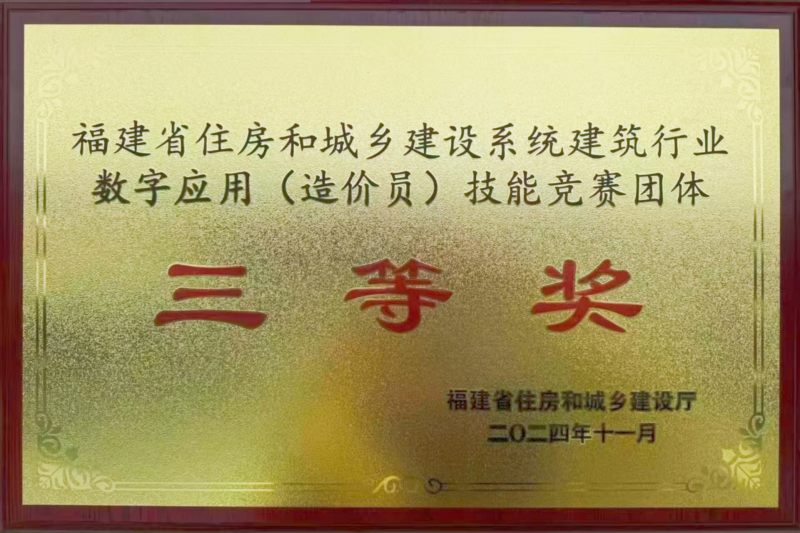 福建省住房和城乡建设系统建筑行业
数字应用（造价员）技能竞赛团体
三等奖
福建省住房和城乡建设厅
二〇二四年十一月